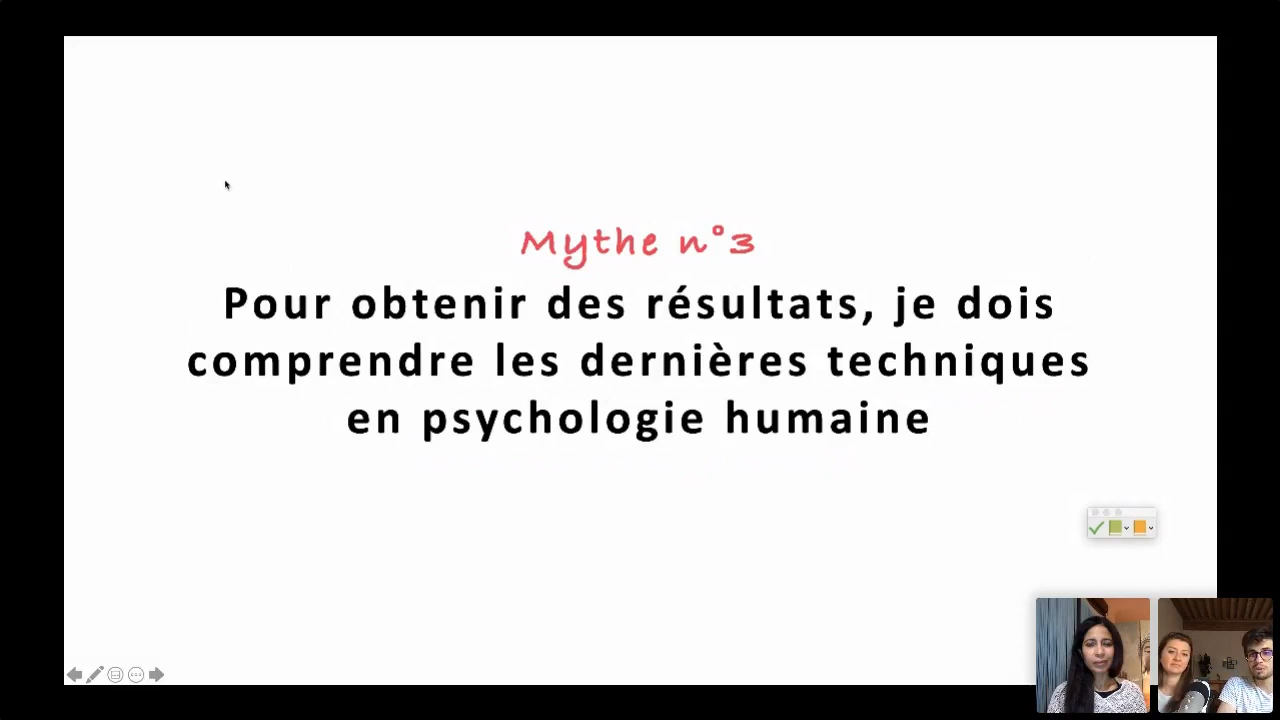 Mythe n°3
Pour obtenir des résultats, je dois
comprendre les dernières techniques
en psychologie humaine